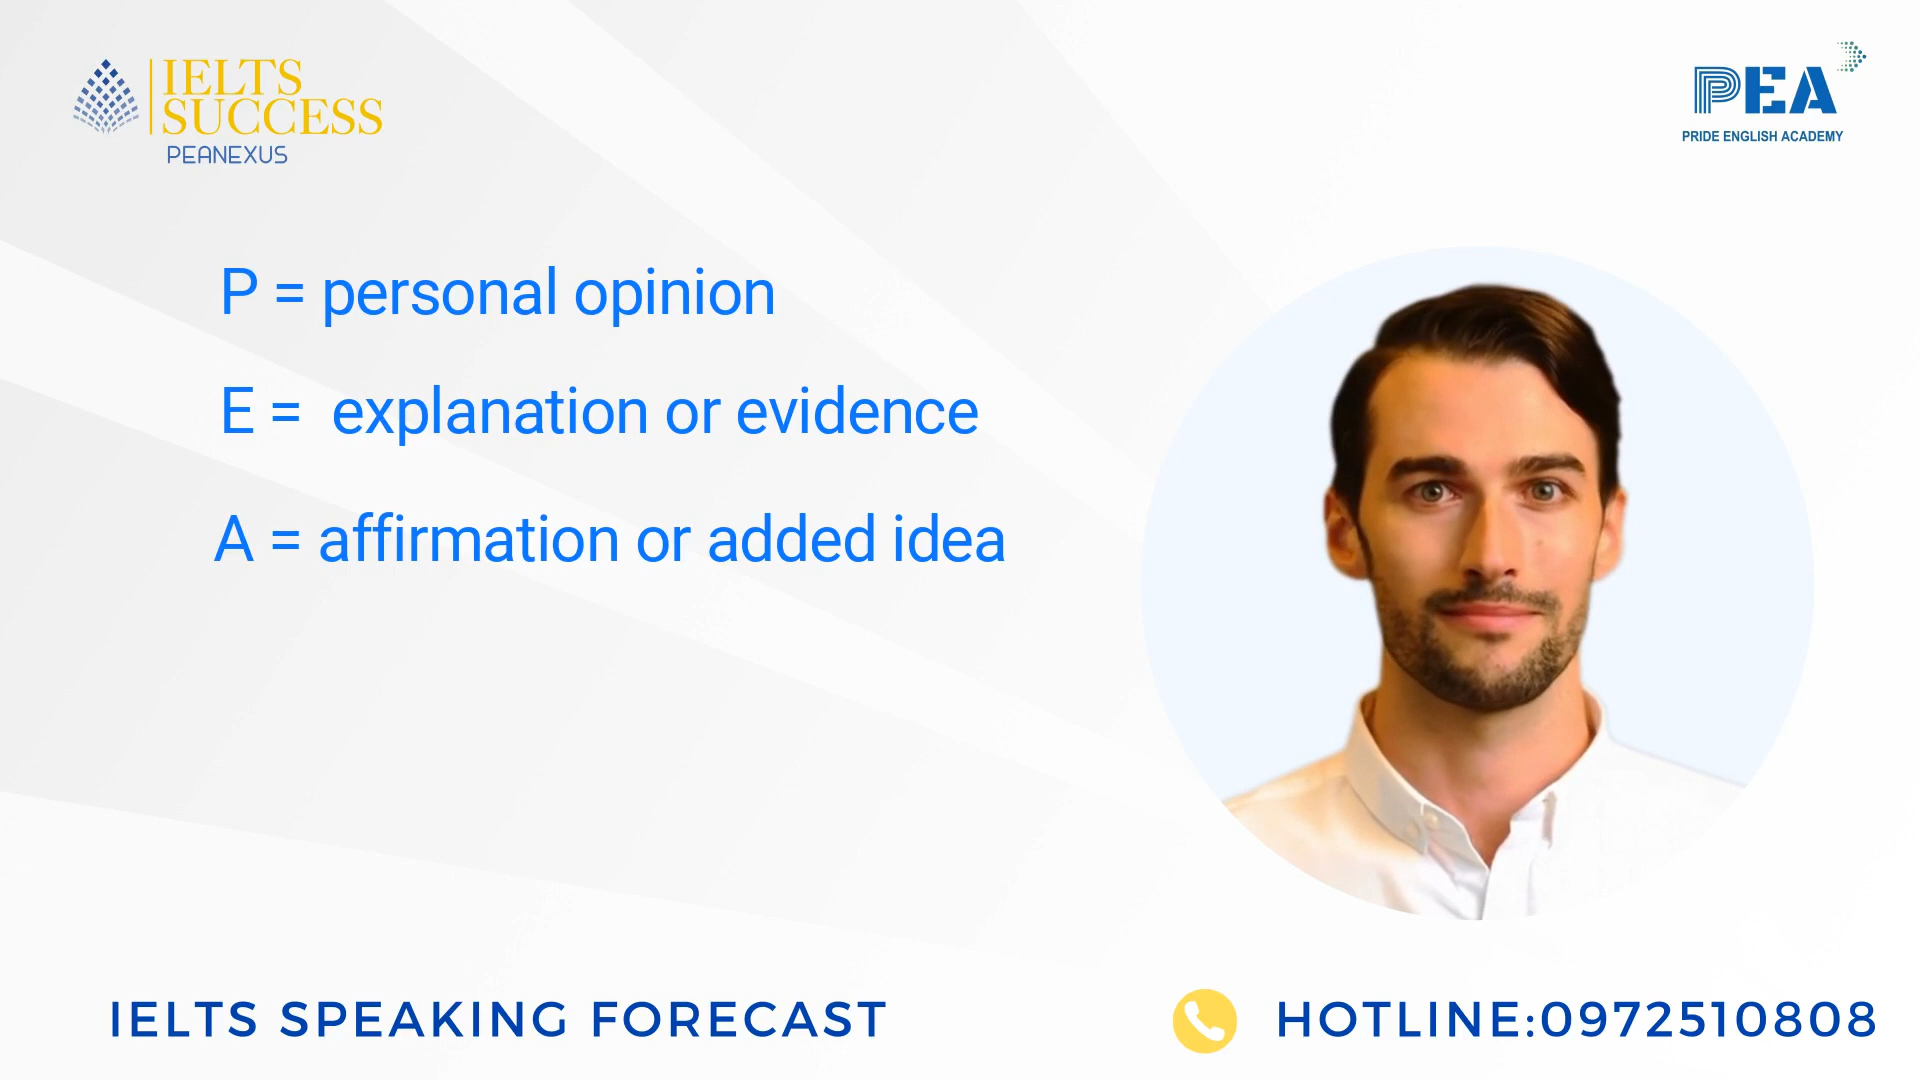 IELTS
SUCCESS
PEANEXUS
PEA
PRIDE ENGLISH ACADEMY
P = personal opinion
E = explanation or evidence
A = affirmation or added idea
IELTS SPEAKING FORECAST
HOTLINE:0972510808